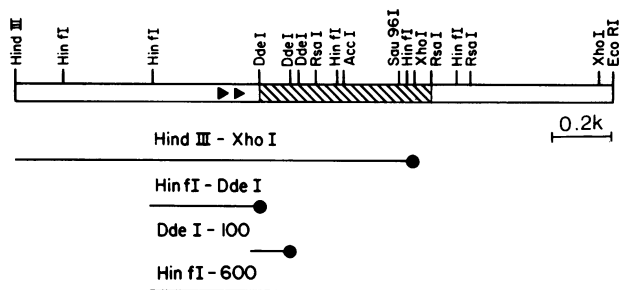 Hind III
Hin fI
Hin fI
Dde I
Dde I
Dde I
Rsa I
Hin fI
Acc I
Sau 96 I
Hin fI
Xho I
Rsa I
Hin fI
Rsa I
Xho I
Eco RI
0.2k
Hind III - Xho I
Hin fI - Dde I
Dde I - 100
Hin fI - 600